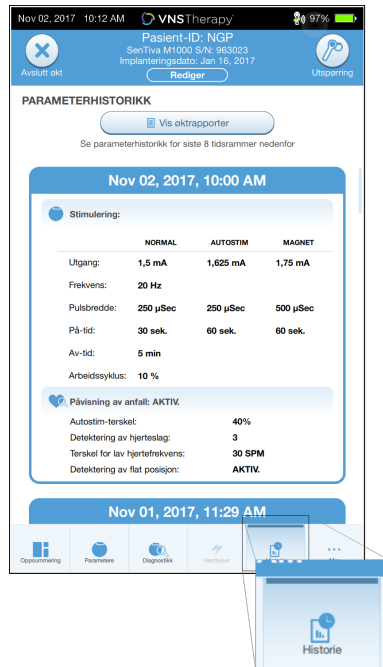 Nov 02, 2017 10:12 AM VNSTherapy 97%
Pasient-ID: NGP
SenTiva M1000 S/N: 963023
Implanteringsdato: Jan 16, 2017
Avslutt økt Rediger Utspørring
PARAMETERHISTORIKK
Vis øktrapporter
Se parameterhistorikk for siste 8 tidsrammer nedenfor
Nov 02, 2017, 10:00 AM
Stimulering:
NORMAL AUTOSTIM MAGNET
Utgang: 1,5 mA 1,625 mA 1,75 mA
Frekvens: 20 Hz
Pulsbredde: 250 µSec 250 µSec 500 µSec
På-tid: 30 sek. 60 sek. 60 sek.
Av-tid: 5 min
Arbeidssyklus: 10 %
Påvisning av anfall: AKTIV.
Autostim-terskel: 40%
Detektering av hjerteslag: 3
Terskel for lav hjertefrekvens: 30 SPM
Detektering av flat posisjon: AKTIV.
Nov 01, 2017, 11:29 AM
Oppsummering Parametere Diagnostikk Hendelser
Historie